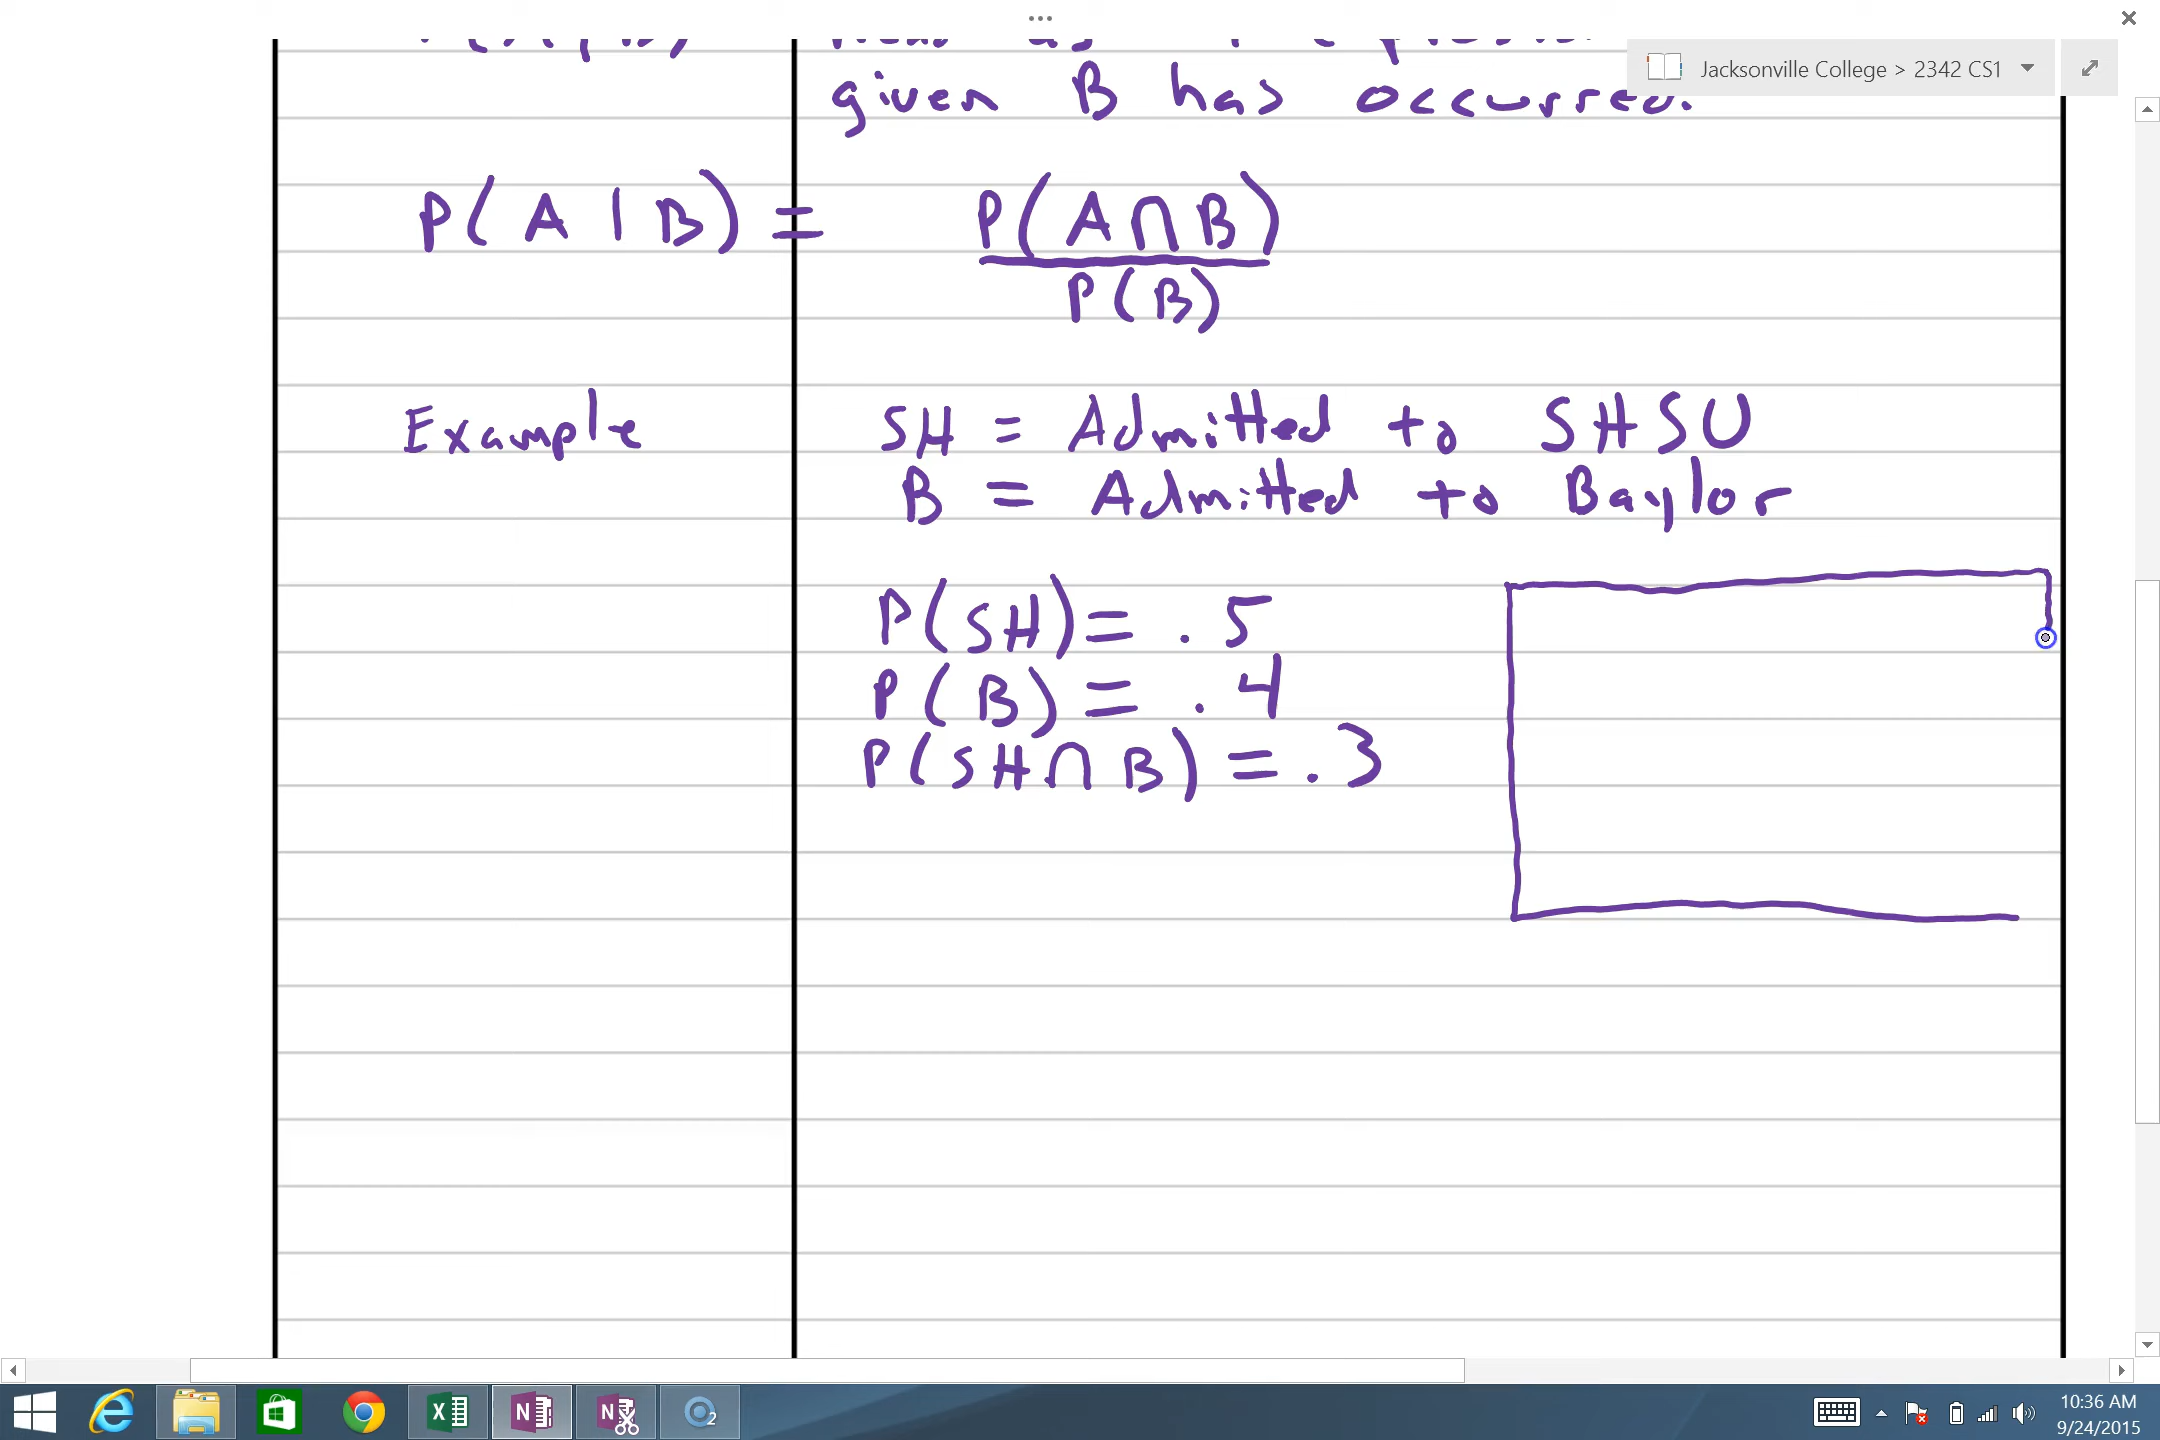 Jacksonville College > 2342 CS1
given B has occurred.
P(A|B) = P(A∩B)
P(B)
Example
SH = Admitted to SHSU
B = Admitted to Baylor
P(SH) = .5
P(B) = .4
P(SH∩B) = .3
10:36 AM
9/24/2015